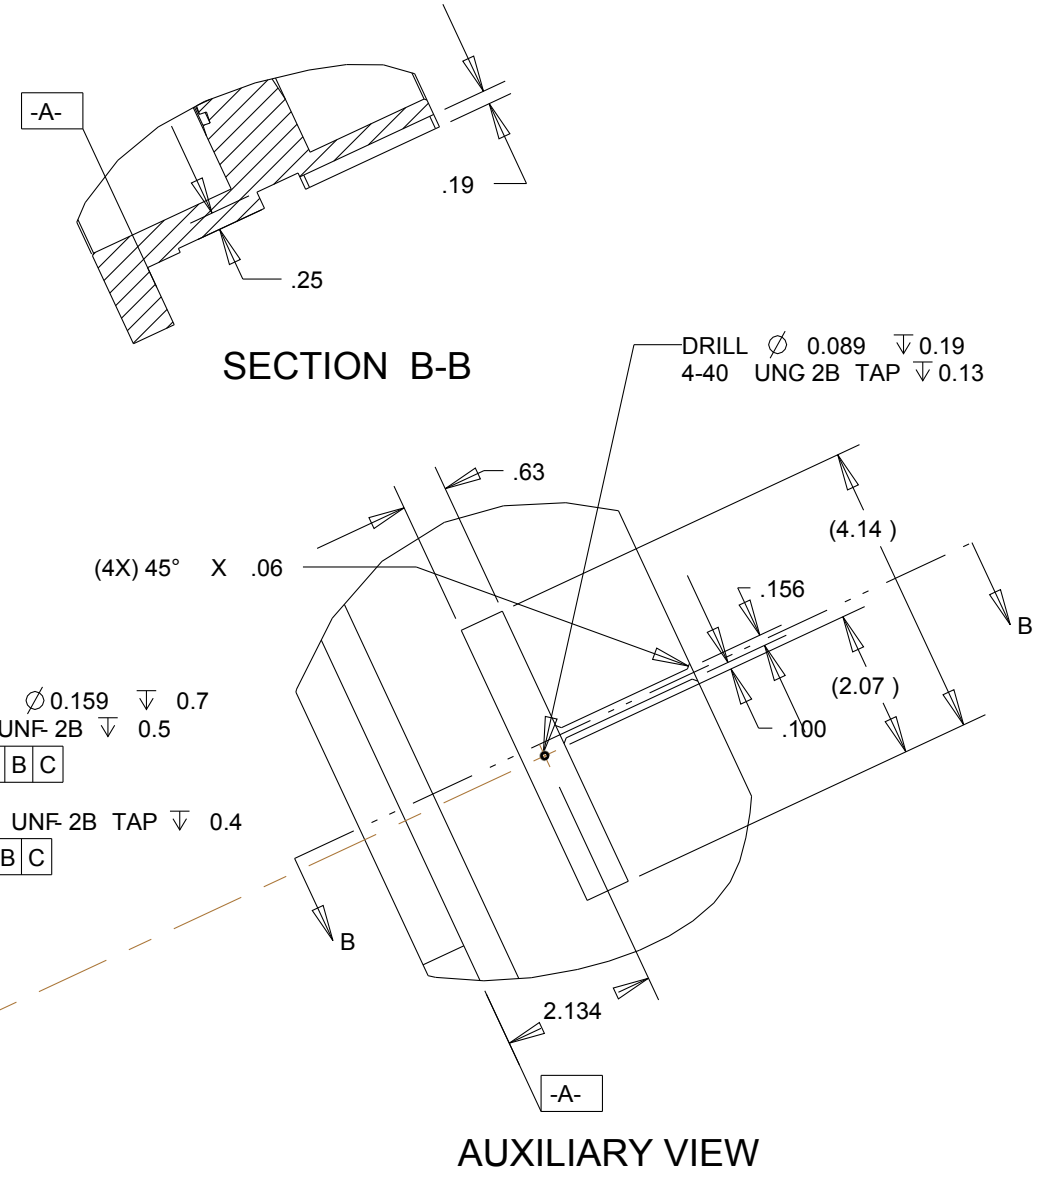 -A-
.19
.25
SECTION B-B
DRILL ∅ 0.089 ↧ 0.19
4-40 UNG 2B TAP ↧ 0.13
.63
(4.14 )
(4X) 45° X .06
.156
B
∅ 0.159 ↧ 0.7
UNF- 2B ↧ 0.5
B C
(2.07 )
.100
UNF- 2B TAP ↧ 0.4
B C
B
2.134
-A-
AUXILIARY VIEW